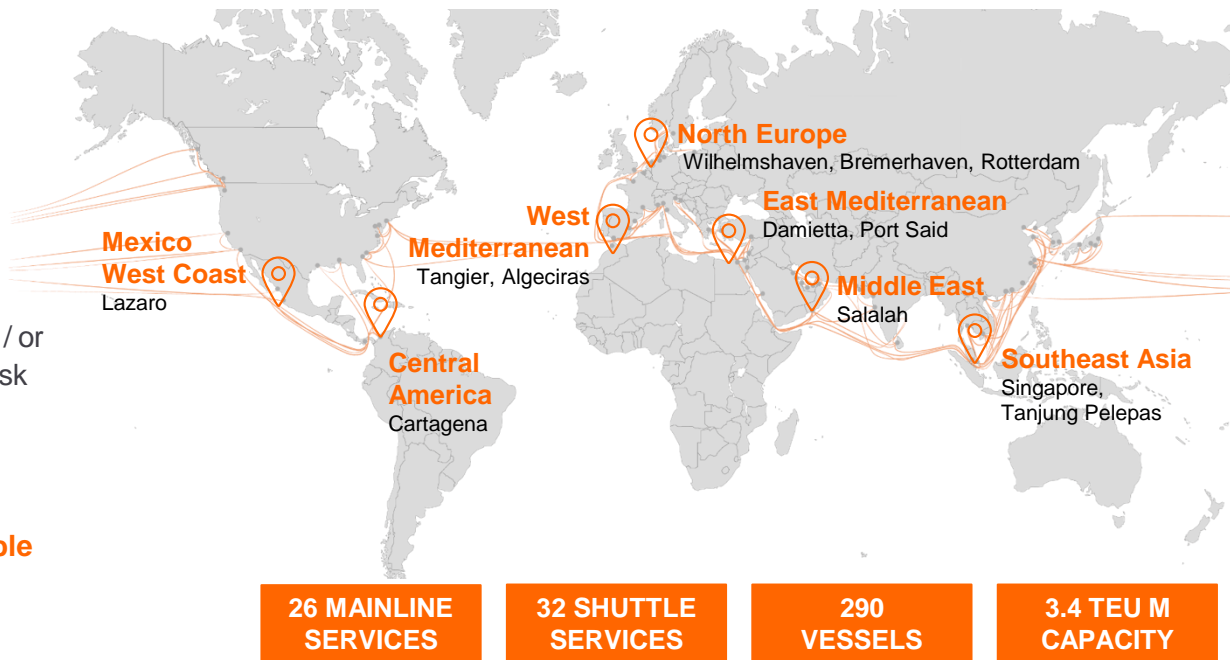 North Europe
Wilhelmshaven, Bremerhaven, Rotterdam
West
Mediterranean
Tangier, Algeciras
East Mediterranean
Damietta, Port Said
Mexico
West Coast
Lazaro
Middle East
Salalah
/ or
sk
Central
America
Cartagena
Southeast Asia
Singapore,
Tanjung Pelepas
ple
26 MAINLINE
SERVICES
32 SHUTTLE
SERVICES
290
VESSELS
3.4 TEU M
CAPACITY